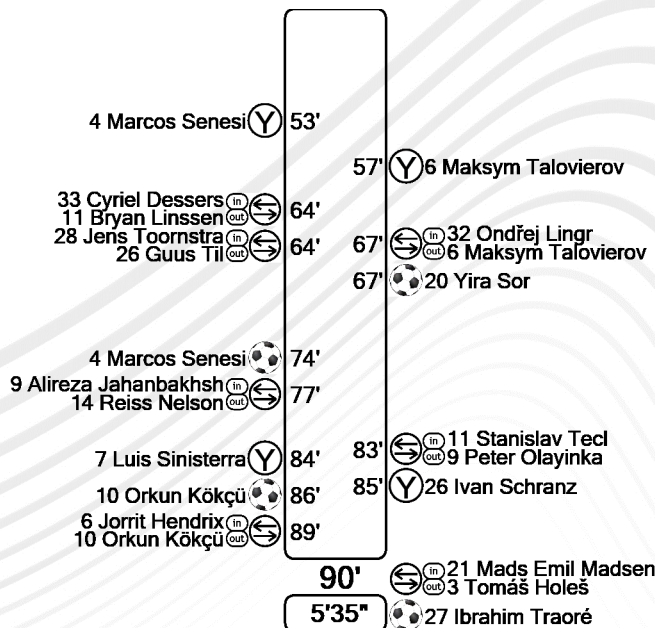 4 Marcos Senesi Y 53'
57' Y 6 Maksym Talovierov
33 Cyriel Dessers in
11 Bryan Linssen out 64'
28 Jens Toornstra in
26 Guus Til out 64'
67' in 32 Ondřej Lingr
out 6 Maksym Talovierov
67' 20 Yira Sor
4 Marcos Senesi 74'
9 Alireza Jahanbakhsh in
14 Reiss Nelson out 77'
83' in 11 Stanislav Tecl
out 9 Peter Olayinka
7 Luis Sinisterra Y 84'
85' Y 26 Ivan Schranz
10 Orkun Kökçü 86'
6 Jorrit Hendrix in
10 Orkun Kökçü out 89'
90' in 21 Mads Emil Madsen
out 3 Tomáš Holeš
5'35" 27 Ibrahim Traoré